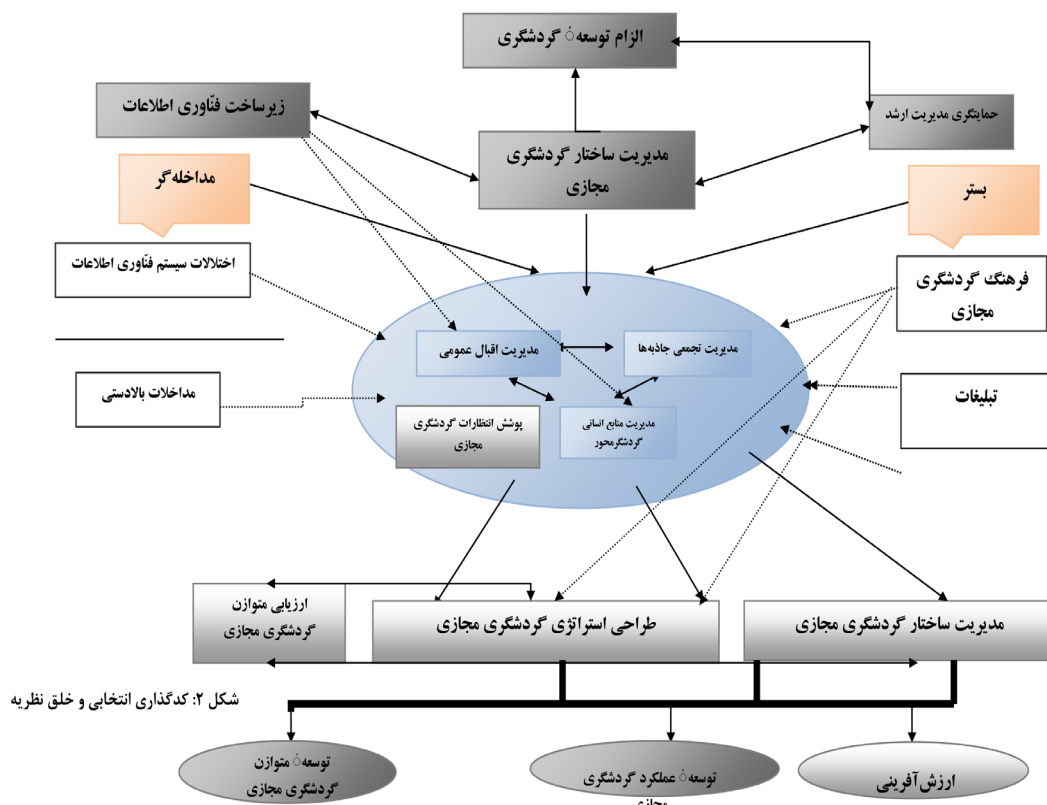 الزام توسعهٔ گردشگری
زیرساخت فنّاوری اطلاعات
حمایتگری مدیریت ارشد
مدیریت ساختار گردشگری
مجازی
مداخله‌گر
بستر
اختلالات سیستم فنّاوری اطلاعات
فرهنگ گردشگری
مجازی
مدیریت اقبال عمومی
مدیریت تجمعی جاذبه‌ها
مداخلات بالادستی
تبلیغات
پوشش انتظارات گردشگری
مجازی
مدیریت منابع انسانی
گردشگرمحور
ارزیابی متوازن
گردشگری مجازی
طراحی استراتژی گردشگری مجازی
مدیریت ساختار گردشگری مجازی
شکل ۲: کدگذاری انتخابی و خلق نظریه
توسعهٔ متوازن
گردشگری مجازی
توسعهٔ عملکرد گردشگری
مجازی
ارزش‌آفرینی